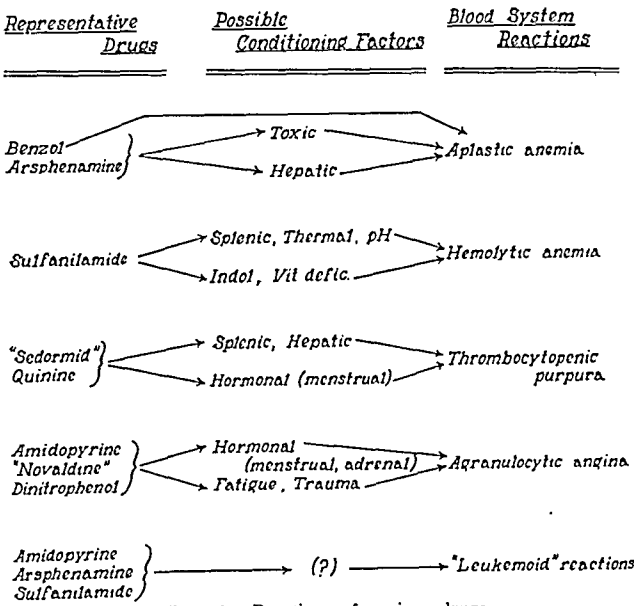 Representative Drugs
Possible Conditioning Factors
Blood System Reactions
Benzol
Arsphenamine
Toxic
Hepatic
Aplastic anemia
Sulfanilamide
Splenic, Thermal, pH
Indol, Vit defic.
Hemolytic anemia
"Sedormid"
Quinine
Splenic, Hepatic
Hormonal (menstrual)
Thrombocytopenic
purpura
Amidopyrine
"Novaldine"
Dinitrophenol
Hormonal
(menstrual, adrenal)
Fatigue, Trauma
Agranulocytic angina
Amidopyrine
Arsphenamine
Sulfanilamide
(?)
"Leukemoid" reactions